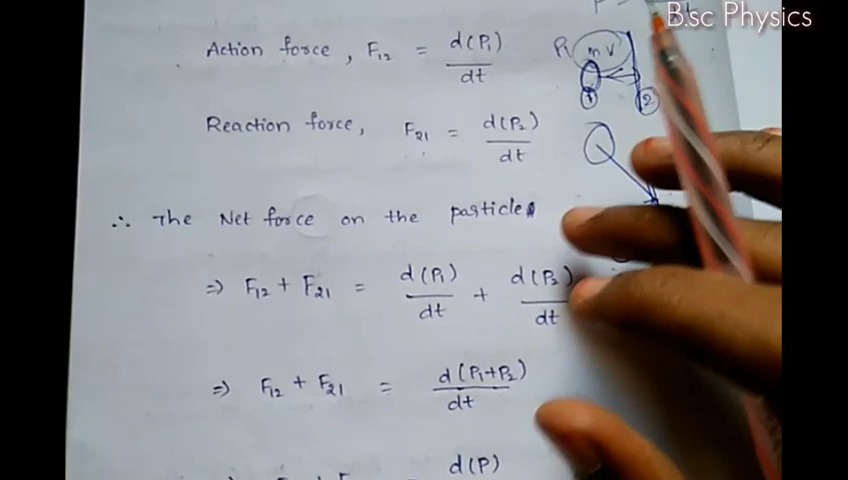 B.sc Physics
Action force, F₁₂ = d(P₁)/dt
P₁ mv
1 2
Reaction force, F₂₁ = d(P₂)/dt
∴ The Net force on the particle
⇒ F₁₂ + F₂₁ = d(P₁)/dt + d(P₂)/dt
⇒ F₁₂ + F₂₁ = d(P₁+P₂)/dt
d(P)